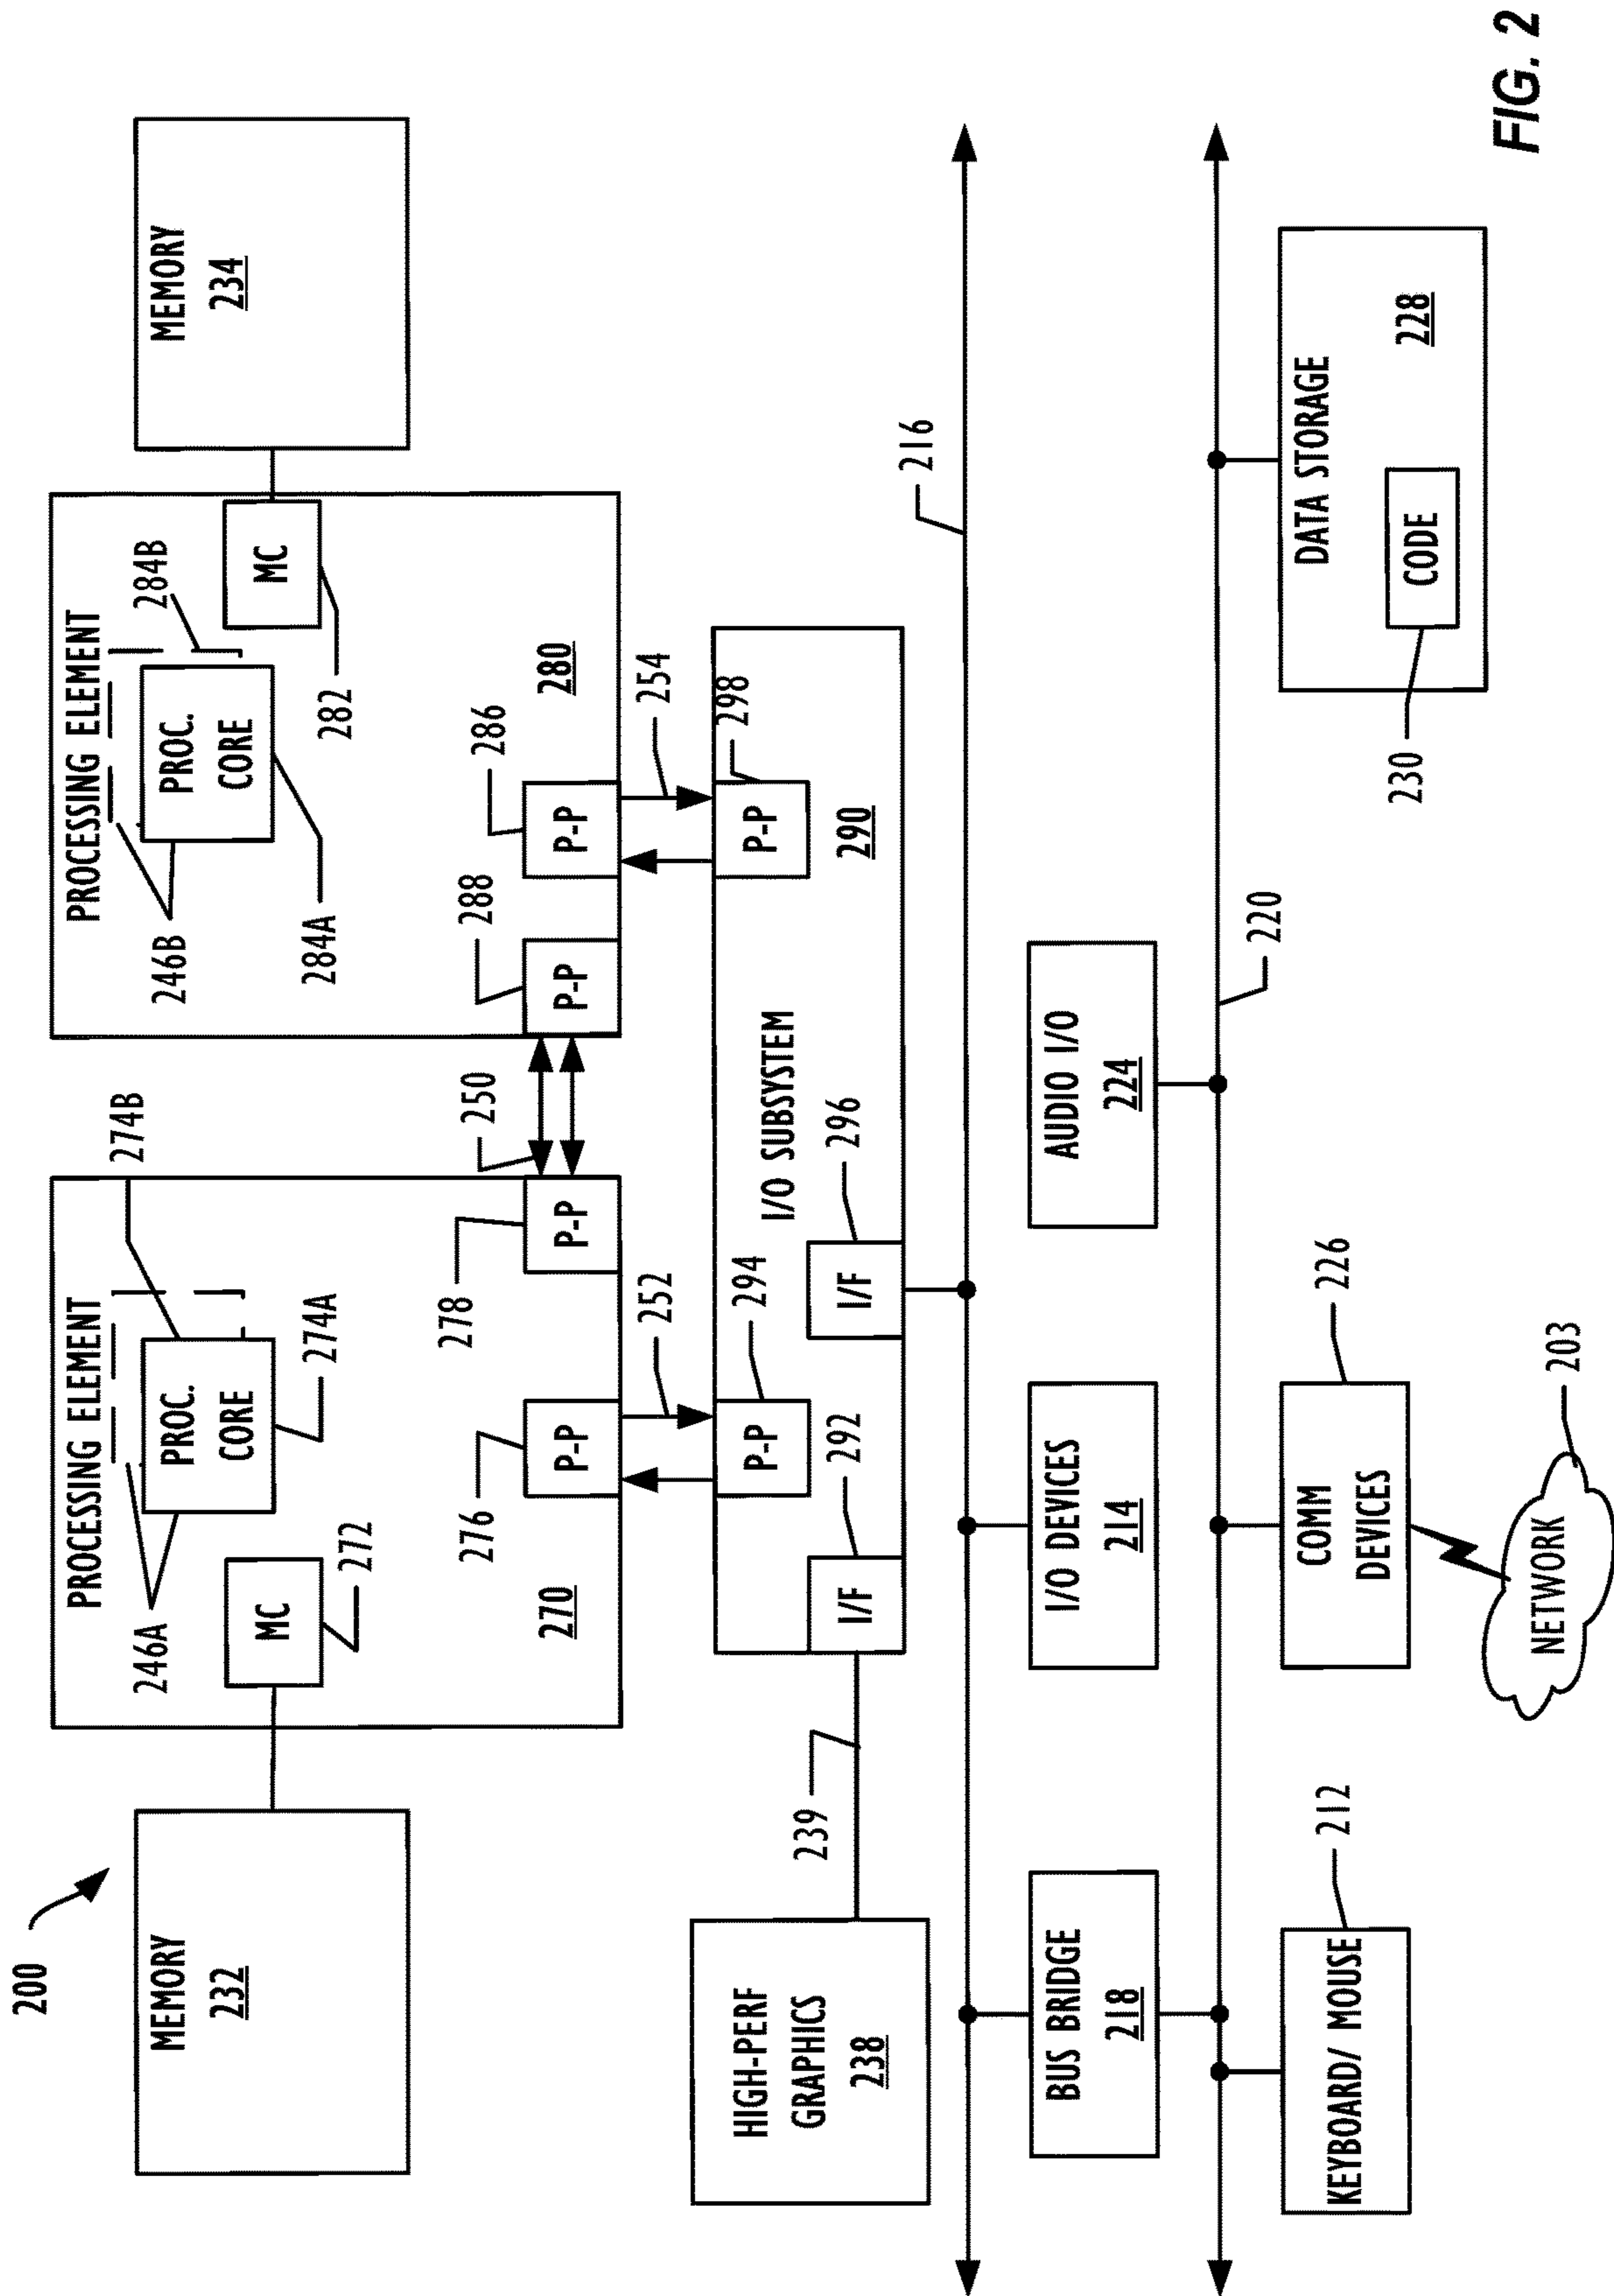 200
MEMORY
232
PROCESSING ELEMENT
246A
PROC.
CORE
274B
274A
MC
272
270
276
P-P
278
P-P
250
PROCESSING ELEMENT
246B
PROC.
CORE
284B
284A
MC
282
288
P-P
286
P-P
280
MEMORY
234
252
254
HIGH-PERF
GRAPHICS
238
239
I/F
292
P-P
294
I/F
296
I/O SUBSYSTEM
P-P
298
290
216
BUS BRIDGE
218
I/O DEVICES
214
AUDIO I/O
224
220
KEYBOARD/ MOUSE
212
COMM
DEVICES
226
NETWORK
203
DATA STORAGE
228
CODE
230
FIG. 2